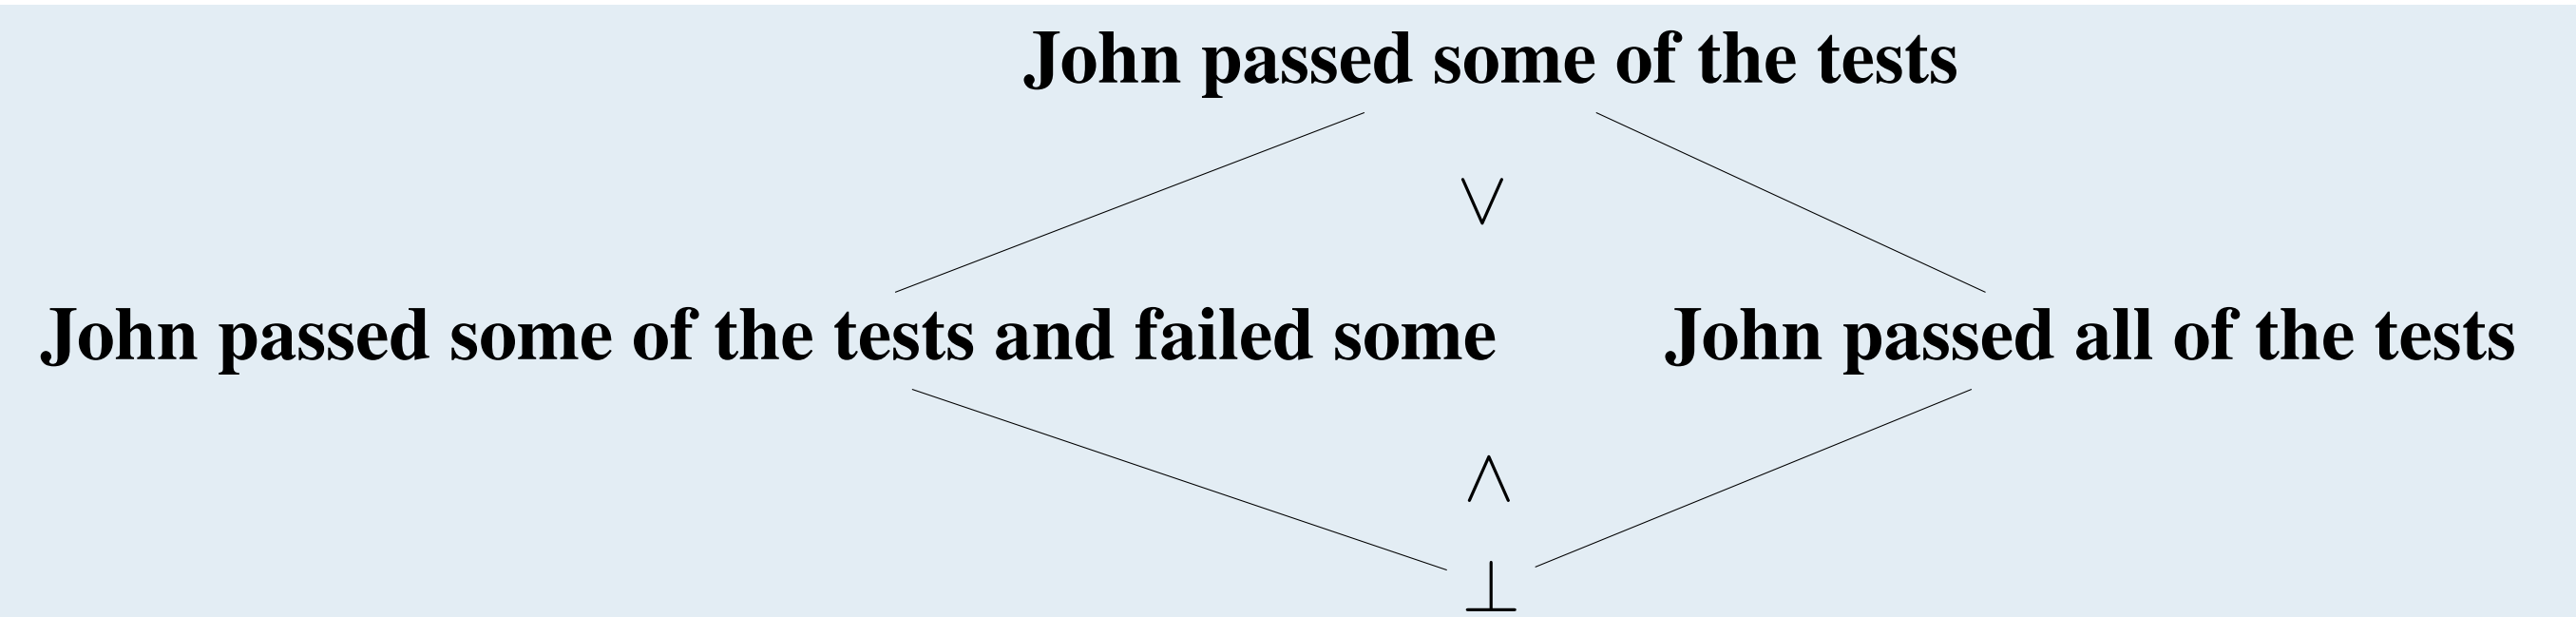 John passed some of the tests
∨
John passed some of the tests and failed some John passed all of the tests
∧
⊥